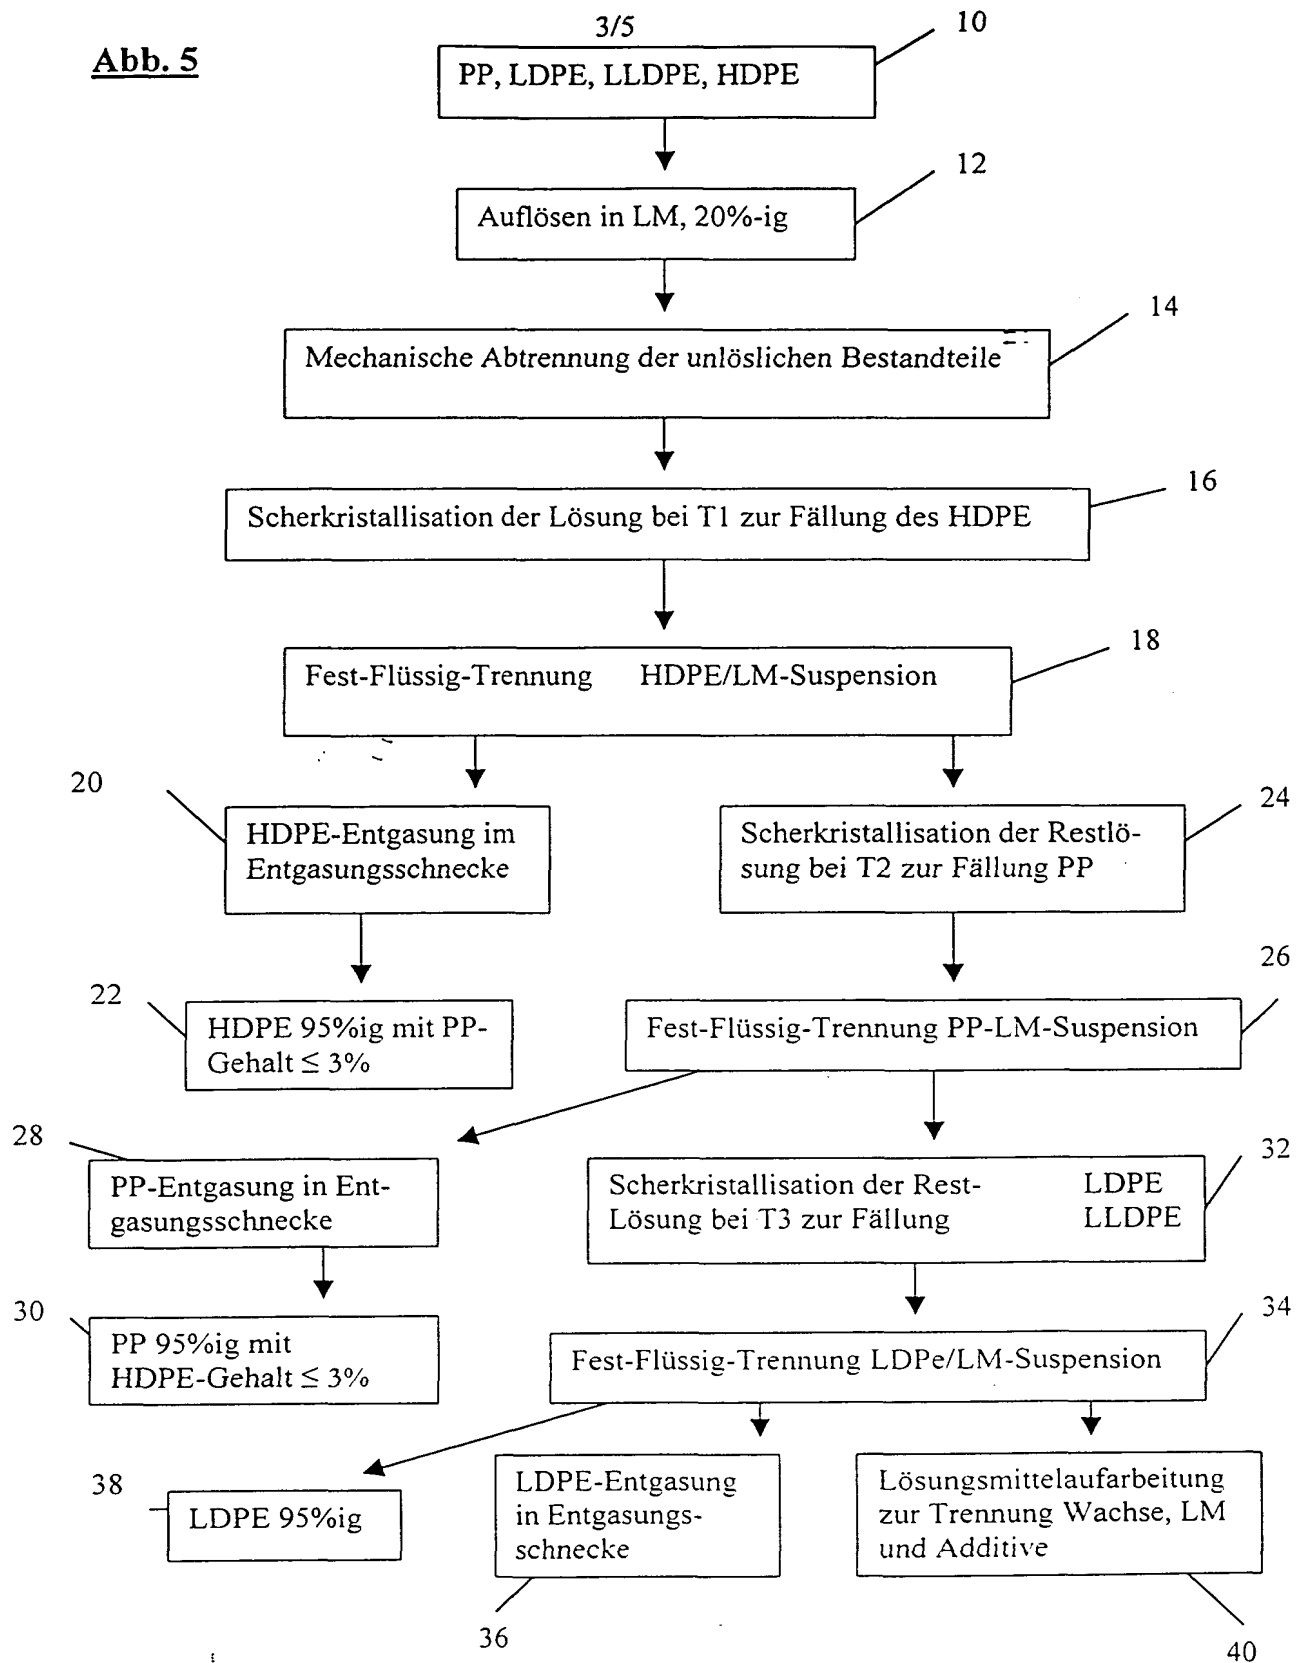 3/5
Abb. 5
10
PP, LDPE, LLDPE, HDPE
12
Auflösen in LM, 20%-ig
14
Mechanische Abtrennung der unlöslichen Bestandteile
16
Scherkristallisation der Lösung bei T1 zur Fällung des HDPE
18
Fest-Flüssig-Trennung HDPE/LM-Suspension
20
HDPE-Entgasung im
Entgasungsschnecke
24
Scherkristallisation der Restlö-
sung bei T2 zur Fällung PP
22
HDPE 95%ig mit PP-
Gehalt ≤ 3%
26
Fest-Flüssig-Trennung PP-LM-Suspension
28
PP-Entgasung in Ent-
gasungsschnecke
32
Scherkristallisation der Rest- LDPE
Lösung bei T3 zur Fällung LLDPE
30
PP 95%ig mit
HDPE-Gehalt ≤ 3%
34
Fest-Flüssig-Trennung LDPe/LM-Suspension
38
LDPE 95%ig
LDPE-Entgasung
in Entgasungs-
schnecke
36
Lösungsmittelaufarbeitung
zur Trennung Wachse, LM
und Additive
40